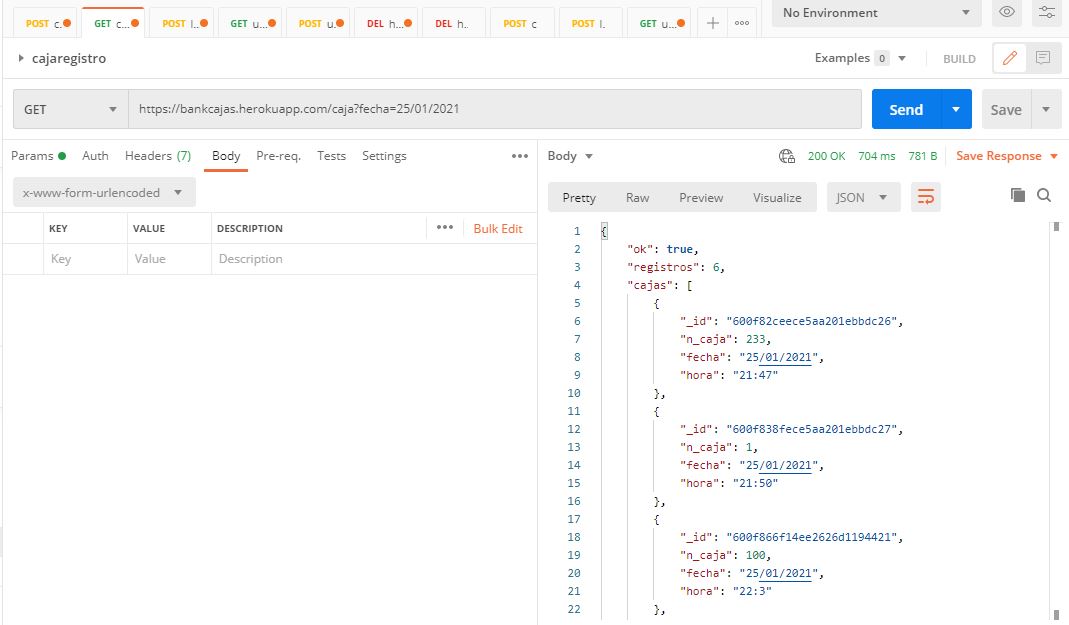 POST c. GET c... POST l.. GET u... POST u. DEL h... DEL h.. POST c POST l. GET u... No Environment
cajaregistro Examples 0 BUILD
GET https://bankcajas.herokuapp.com/caja?fecha=25/01/2021 Send Save
Params Auth Headers (7) Body Pre-req. Tests Settings
x-www-form-urlencoded
KEY VALUE DESCRIPTION Bulk Edit
Key Value Description
Body 200 OK 704 ms 781 B Save Response
Pretty Raw Preview Visualize JSON
1 {
2 "ok": true,
3 "registros": 6,
4 "cajas": [
5 {
6 "_id": "600f82ceece5aa201ebbdc26",
7 "n_caja": 233,
8 "fecha": "25/01/2021",
9 "hora": "21:47"
10 },
11 {
12 "_id": "600f838fece5aa201ebbdc27",
13 "n_caja": 1,
14 "fecha": "25/01/2021",
15 "hora": "21:50"
16 },
17 {
18 "_id": "600f866f14ee2626d1194421",
19 "n_caja": 100,
20 "fecha": "25/01/2021",
21 "hora": "22:3"
22 },